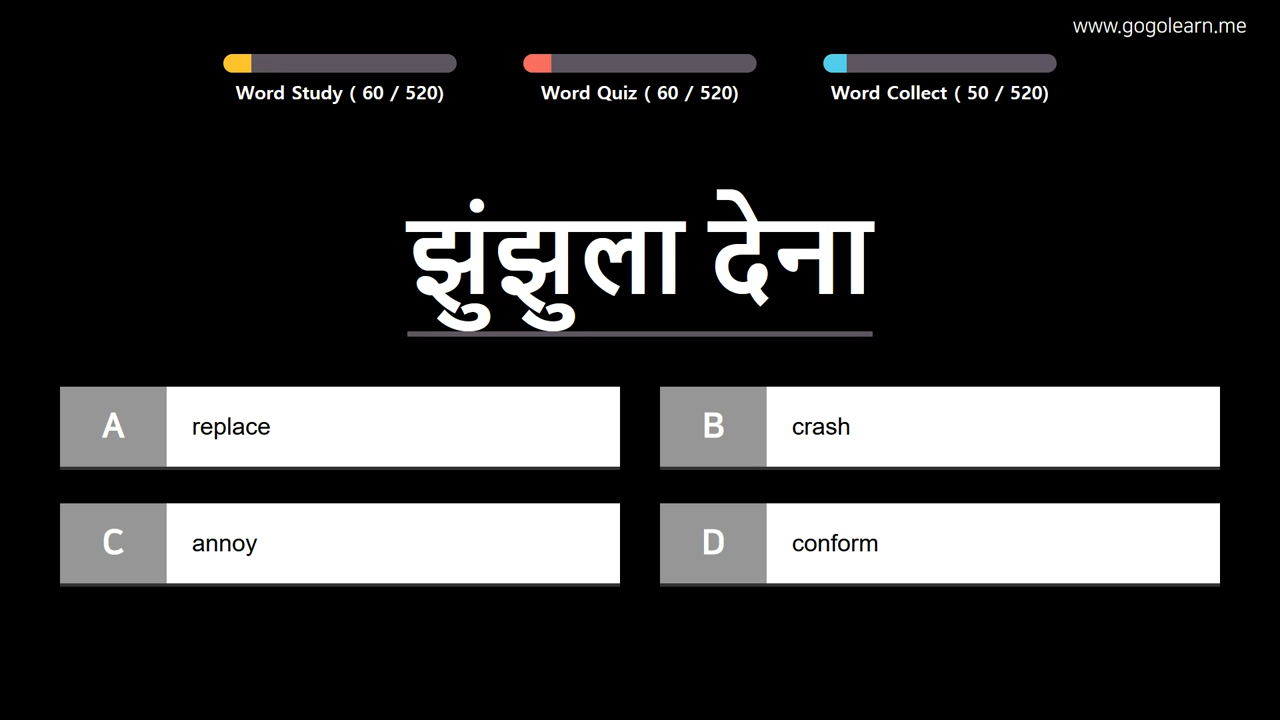 www.gogolearn.me
Word Study ( 60 / 520)
Word Quiz ( 60 / 520)
Word Collect ( 50 / 520)
झुंझुला देना
A replace
B crash
C annoy
D conform